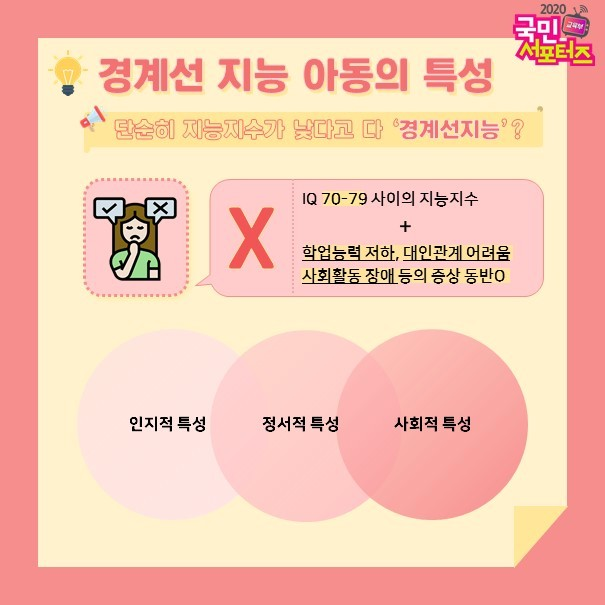 2020
국민
교육부
서포터즈
경계선 지능 아동의 특성
단순히 지능지수가 낮다고 다 '경계선지능'?
X
IQ 70-79 사이의 지능지수
+
학업능력 저하, 대인관계 어려움
사회활동 장애 등의 증상 동반O
인지적 특성
정서적 특성
사회적 특성